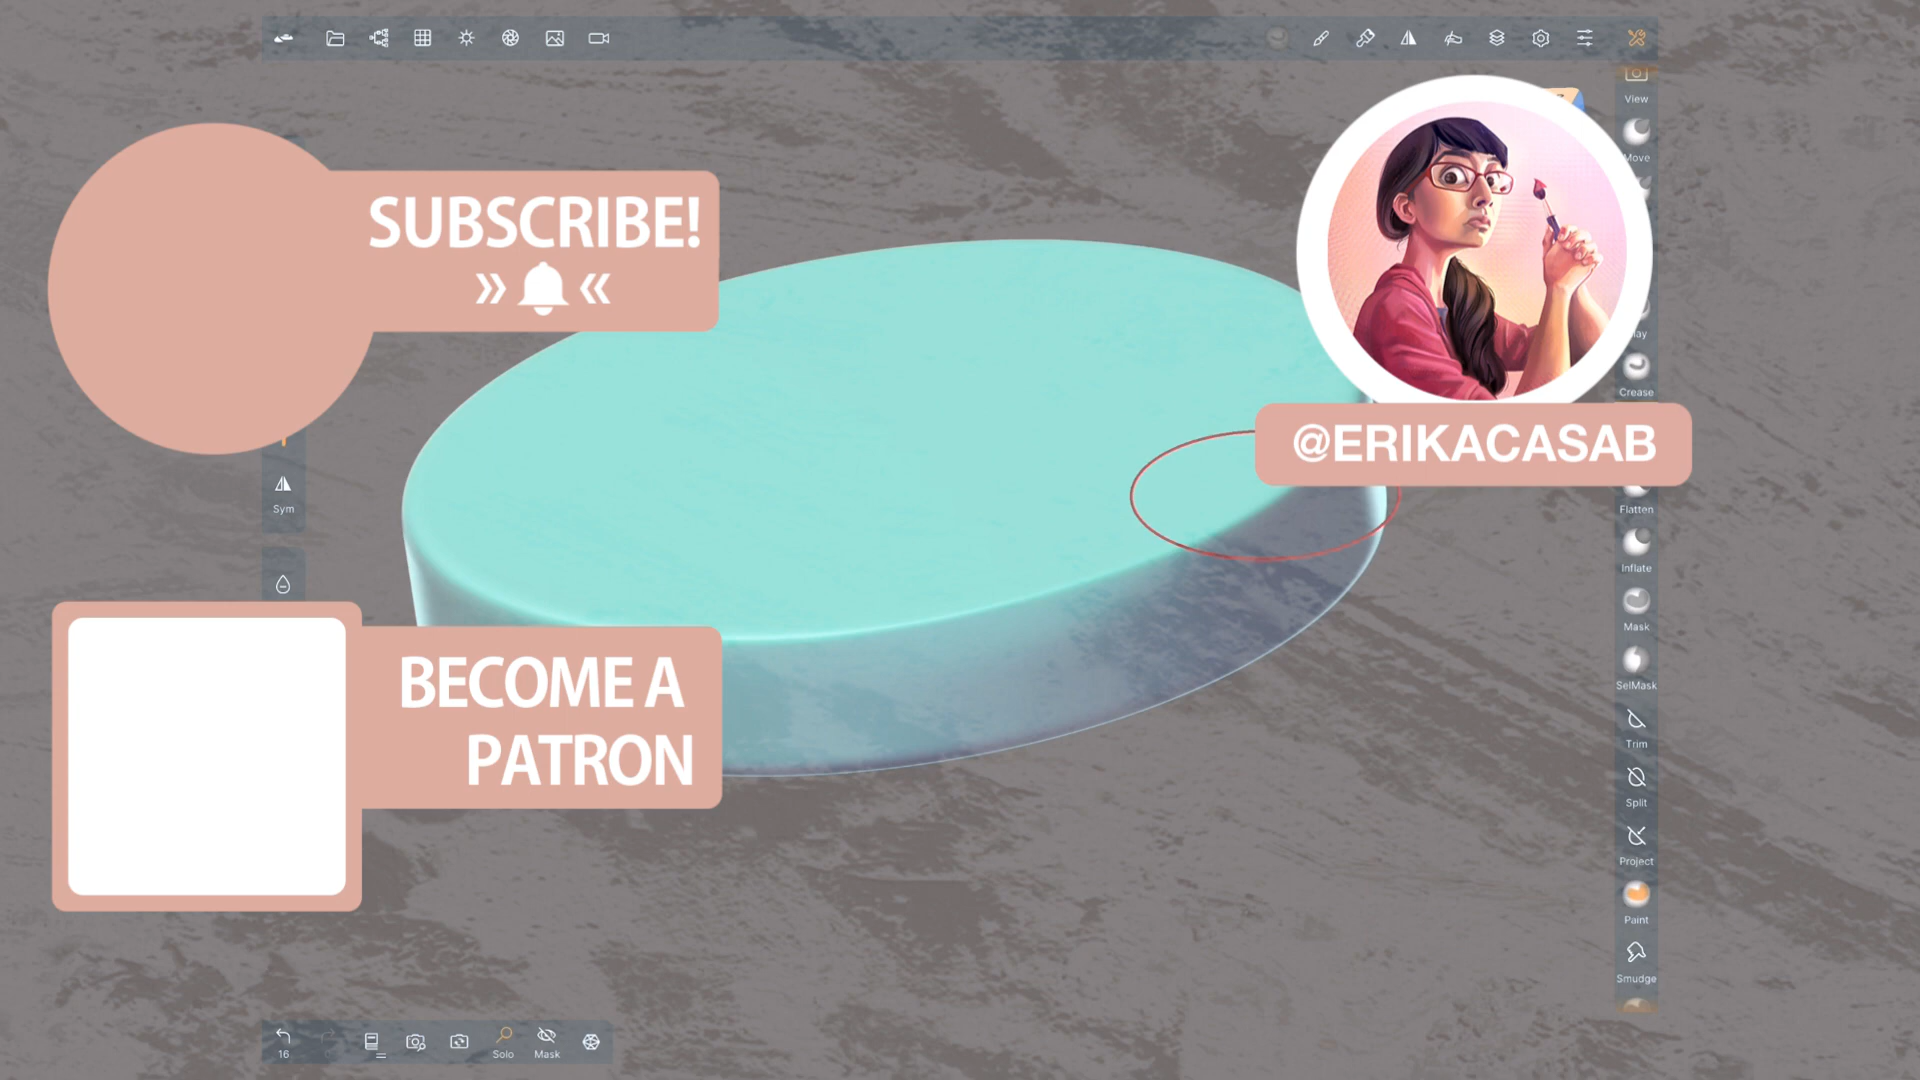 SUBSCRIBE!
@ERIKACASAB
BECOME A
PATRON
Sym
View
Move
Crease
Flatten
Inflate
Mask
SelMask
Trim
Split
Project
Paint
Smudge
16
Solo
Mask